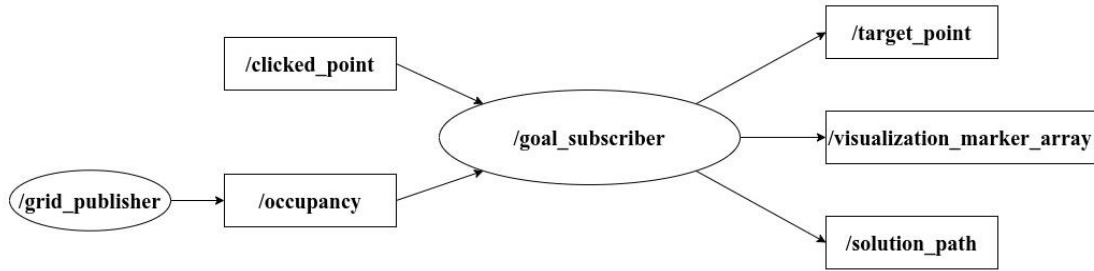 /target_point
/clicked_point
/goal_subscriber
/visualization_marker_array
/grid_publisher
/occupancy
/solution_path